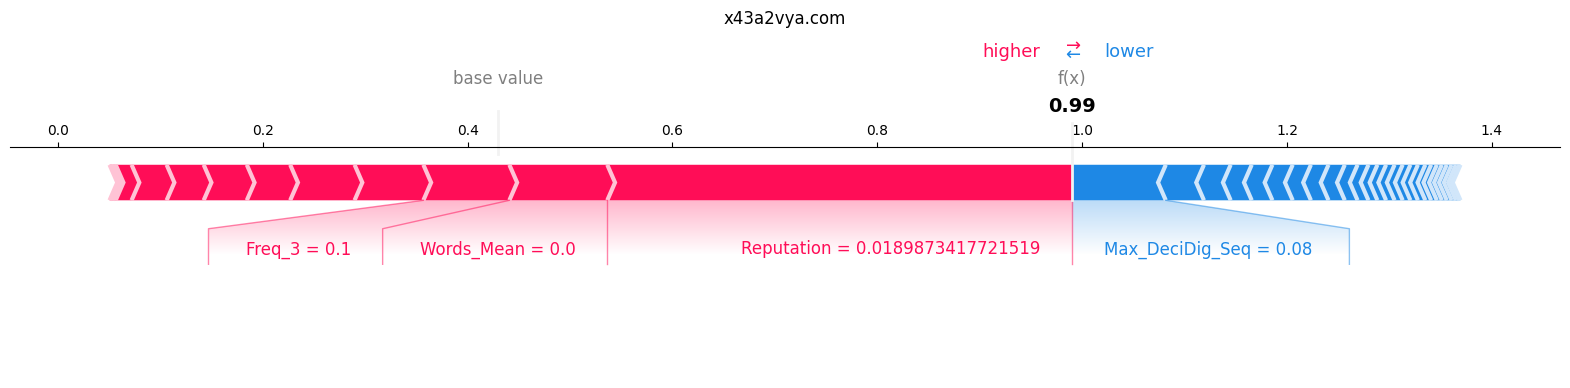 x43a2vya.com
higher ⇄ lower
base value
f(x)
0.99
0.0 0.2 0.4 0.6 0.8 1.0 1.2 1.4
Freq_3 = 0.1 Words_Mean = 0.0 Reputation = 0.0189873417721519 Max_DeciDig_Seq = 0.08